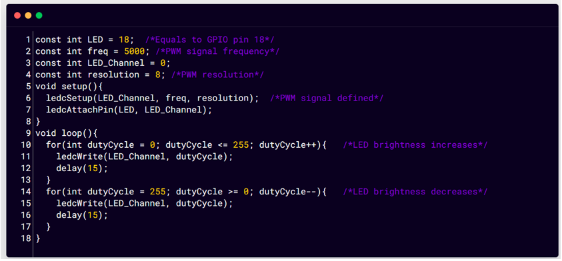 1 const int LED = 18;  /*Equals to GPIO pin 18*/
2 const int freq = 5000; /*PWM signal frequency*/
3 const int LED_Channel = 0;
4 const int resolution = 8; /*PWM resolution*/
5 void setup(){
6   ledcSetup(LED_Channel, freq, resolution);  /*PWM signal defined*/
7   ledcAttachPin(LED, LED_Channel);
8 }
9 void loop(){
10   for(int dutyCycle = 0; dutyCycle <= 255; dutyCycle++){   /*LED brightness increases*/
11     ledcWrite(LED_Channel, dutyCycle);
12     delay(15);
13   }
14   for(int dutyCycle = 255; dutyCycle >= 0; dutyCycle--){   /*LED brightness decreases*/
15     ledcWrite(LED_Channel, dutyCycle);
16     delay(15);
17   }
18 }